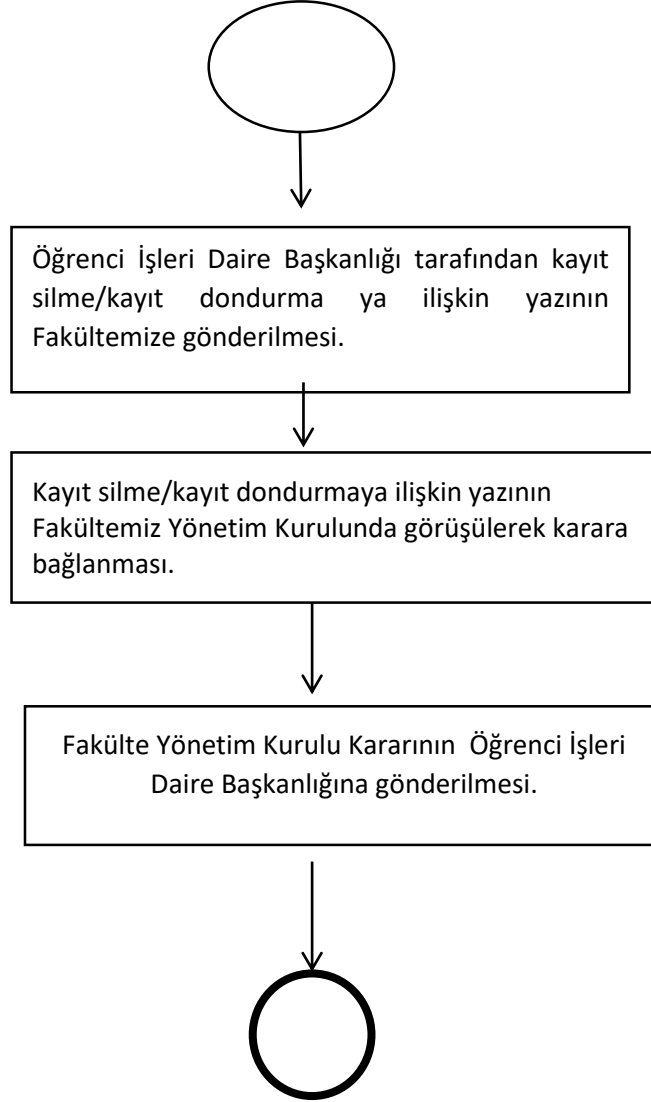 Öğrenci İşleri Daire Başkanlığı tarafından kayıt
silme/kayıt dondurma ya ilişkin yazının
Fakültemize gönderilmesi.
Kayıt silme/kayıt dondurmaya ilişkin yazının
Fakültemiz Yönetim Kurulunda görüşülerek karara
bağlanması.
Fakülte Yönetim Kurulu Kararının Öğrenci İşleri
Daire Başkanlığına gönderilmesi.